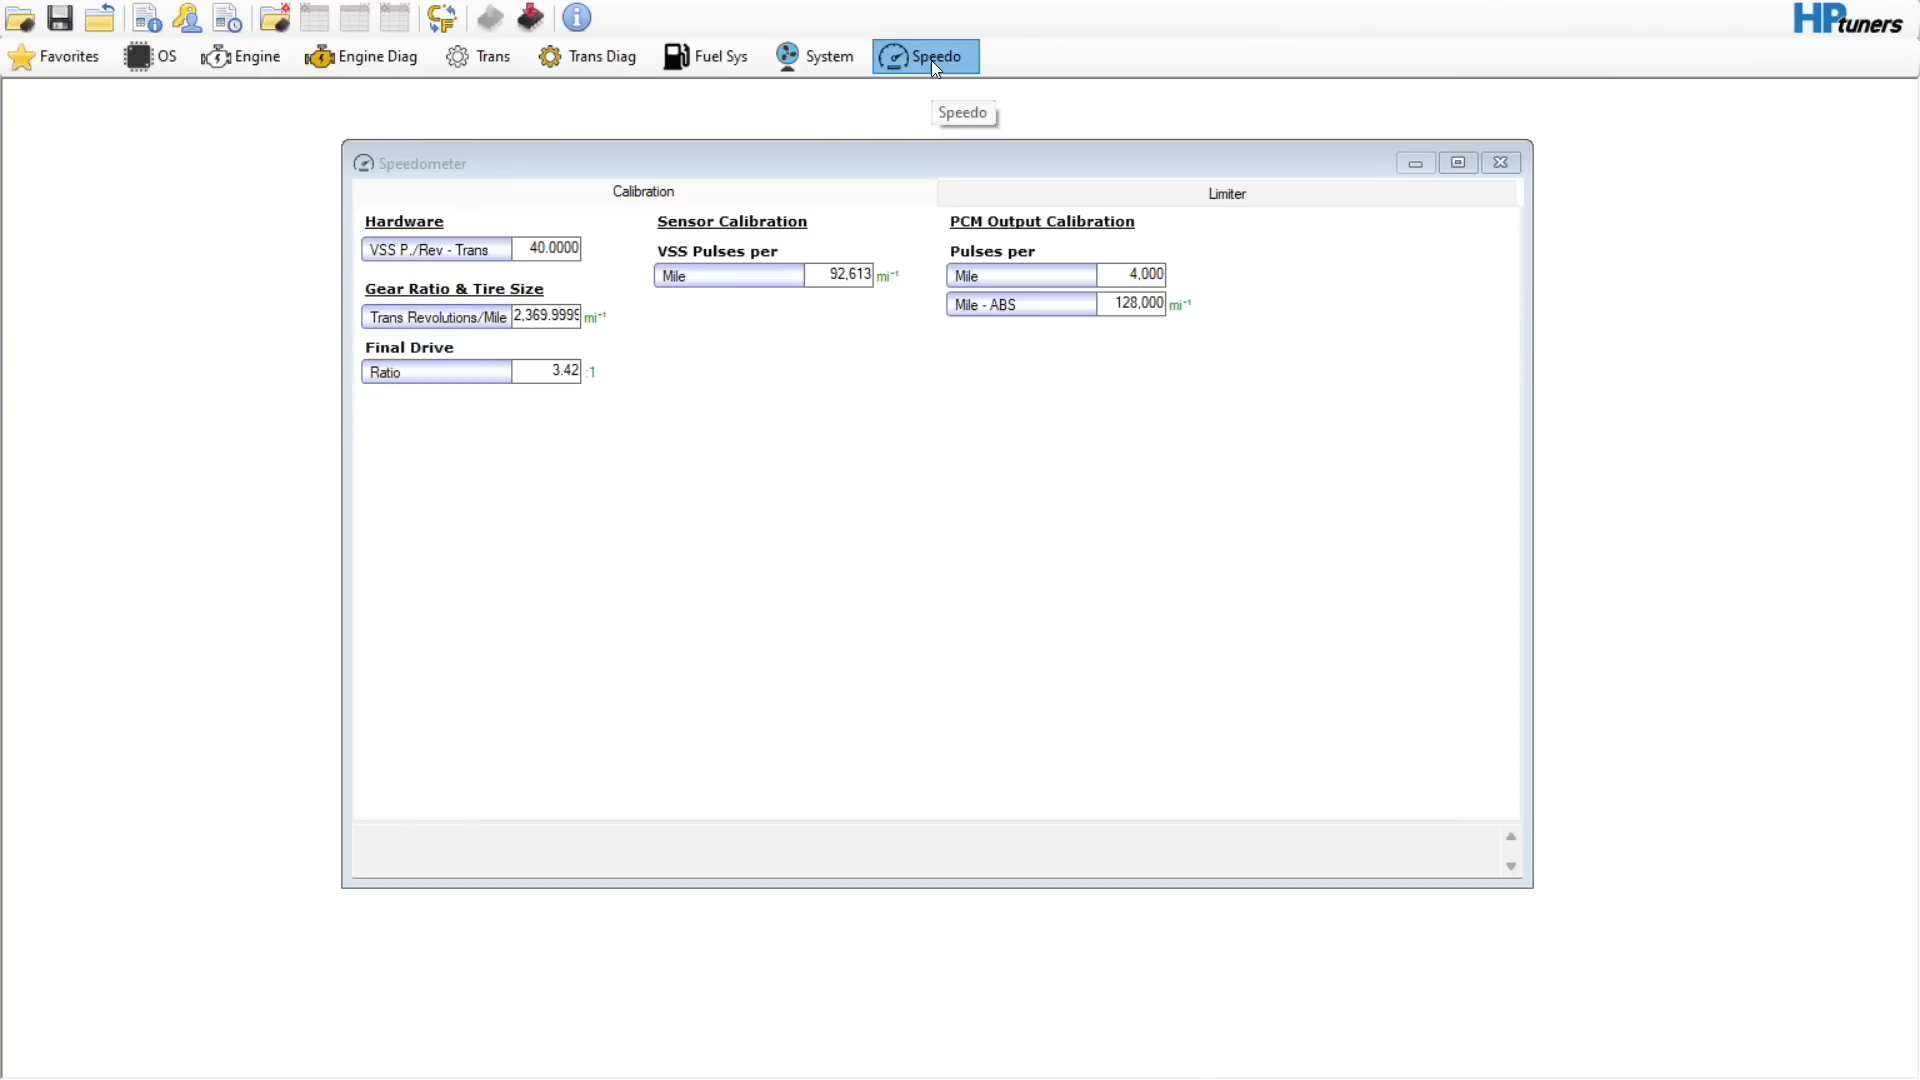 HPtuners
Favorites OS Engine Engine Diag Trans Trans Diag Fuel Sys System Speedo
Speedo
Speedometer
Calibration Limiter
Hardware
VSS P./Rev - Trans 40.0000
Gear Ratio & Tire Size
Trans Revolutions/Mile 2,369.9999 mi⁻¹
Final Drive
Ratio 3.42 :1
Sensor Calibration
VSS Pulses per
Mile 92,613 mi⁻¹
PCM Output Calibration
Pulses per
Mile 4,000
Mile - ABS 128,000 mi⁻¹